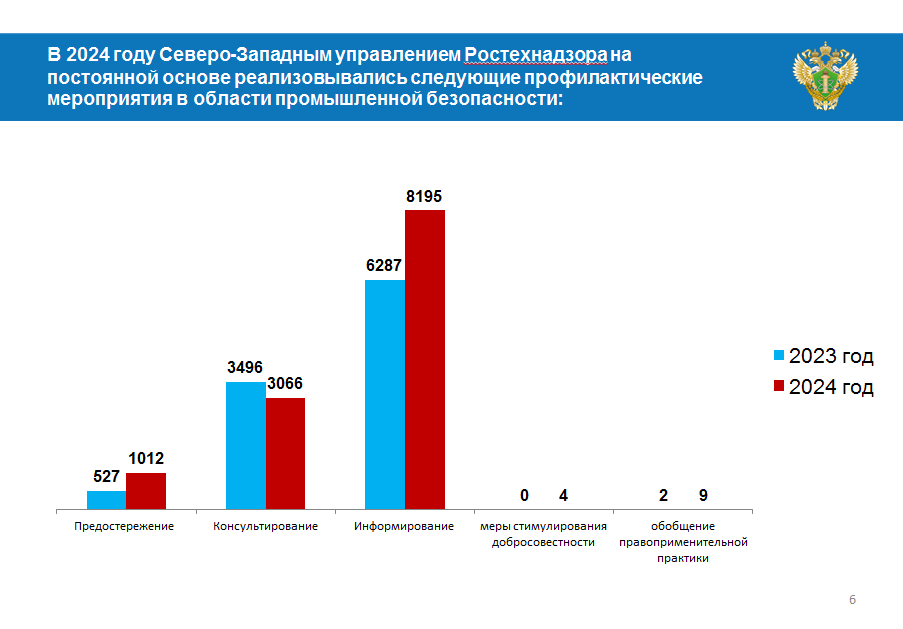 В 2024 году Северо-Западным управлением Ростехнадзора на
постоянной основе реализовывались следующие профилактические
мероприятия в области промышленной безопасности:
8195
6287
3496
3066
527
1012
0
4
2
9
2023 год
2024 год
Предостережение
Консультирование
Информирование
меры стимулирования
добросовестности
обобщение
правоприменительной
практики
6